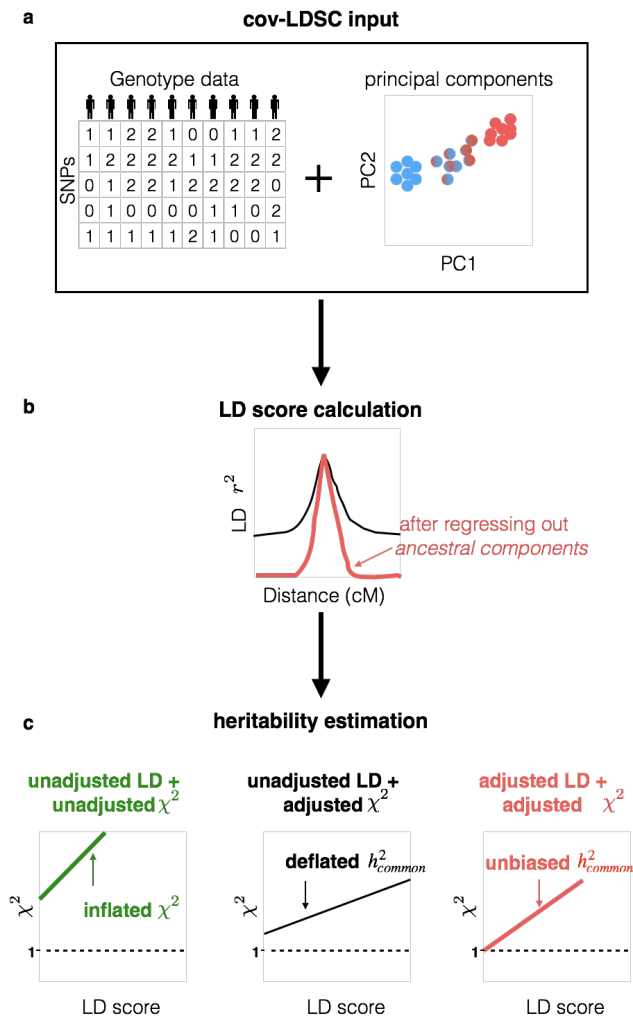 a
cov-LDSC input
Genotype data
principal components
SNPs
1 1 2 2 1 0 0 1 1 2
1 2 2 2 2 1 1 2 2 2
0 1 2 2 1 2 2 2 2 0
0 1 0 0 0 0 1 1 0 2
1 1 1 1 1 2 1 0 0 1
+
PC2
PC1
b
LD score calculation
LD r²
after regressing out
ancestral components
Distance (cM)
c
heritability estimation
unadjusted LD +
unadjusted χ²
inflated χ²
χ²
1
LD score
unadjusted LD +
adjusted χ²
deflated h²common
χ²
1
LD score
adjusted LD +
adjusted χ²
unbiased h²common
χ²
1
LD score